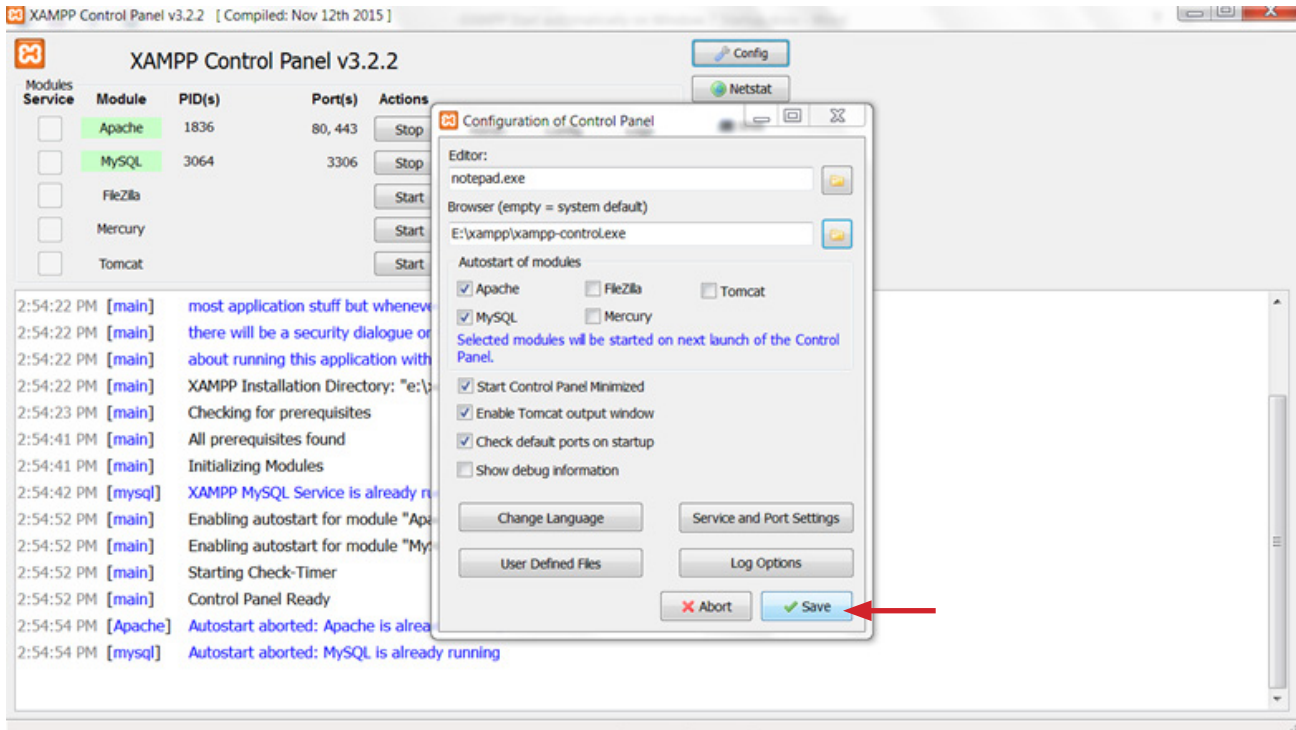 XAMPP Control Panel v3.2.2 [ Compiled: Nov 12th 2015 ]
XAMPP Control Panel v3.2.2
Config
Netstat
Modules
Service Module PID(s) Port(s) Actions
Apache 1836 80, 443 Stop
MySQL 3064 3306 Stop
FileZilla Start
Mercury Start
Tomcat Start
Configuration of Control Panel
Editor:
notepad.exe
Browser (empty = system default)
E:\xampp\xampp-control.exe
Autostart of modules
Apache FileZilla Tomcat
MySQL Mercury
Selected modules will be started on next launch of the Control
Panel.
Start Control Panel Minimized
Enable Tomcat output window
Check default ports on startup
Show debug information
Change Language Service and Port Settings
User Defined Files Log Options
Abort Save
2:54:22 PM [main] most application stuff but wheneve
2:54:22 PM [main] there will be a security dialogue or
2:54:22 PM [main] about running this application with
2:54:22 PM [main] XAMPP Installation Directory: "e:\
2:54:23 PM [main] Checking for prerequisites
2:54:41 PM [main] All prerequisites found
2:54:41 PM [main] Initializing Modules
2:54:42 PM [mysql] XAMPP MySQL Service is already ru
2:54:52 PM [main] Enabling autostart for module "Apa
2:54:52 PM [main] Enabling autostart for module "My
2:54:52 PM [main] Starting Check-Timer
2:54:52 PM [main] Control Panel Ready
2:54:54 PM [Apache] Autostart aborted: Apache is alrea
2:54:54 PM [mysql] Autostart aborted: MySQL is already running